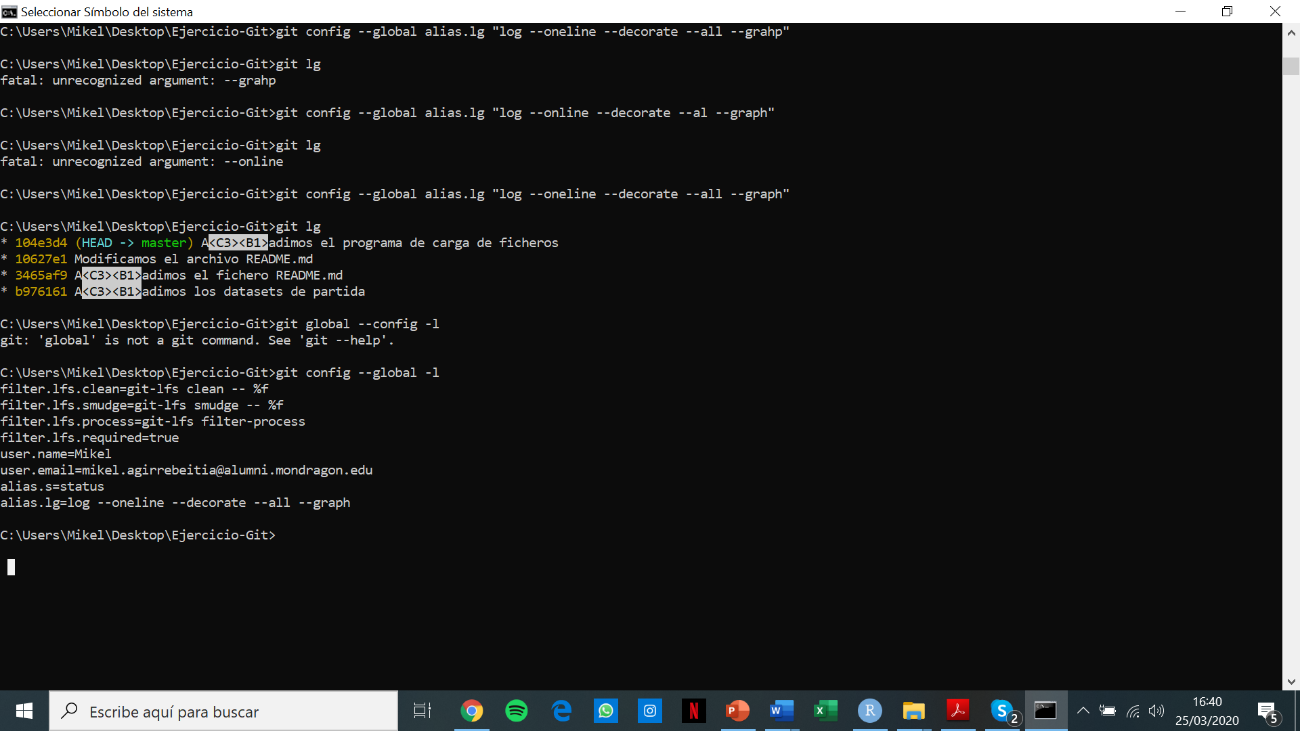 Seleccionar Símbolo del sistema
C:\Users\Mikel\Desktop\Ejercicio-Git>git config --global alias.lg "log --oneline --decorate --all --grahp"
C:\Users\Mikel\Desktop\Ejercicio-Git>git lg
fatal: unrecognized argument: --grahp
C:\Users\Mikel\Desktop\Ejercicio-Git>git config --global alias.lg "log --online --decorate --al --graph"
C:\Users\Mikel\Desktop\Ejercicio-Git>git lg
fatal: unrecognized argument: --online
C:\Users\Mikel\Desktop\Ejercicio-Git>git config --global alias.lg "log --oneline --decorate --all --graph"
C:\Users\Mikel\Desktop\Ejercicio-Git>git lg
* 104e3d4 (HEAD -> master) A<C3><B1>adimos el programa de carga de ficheros
* 10627e1 Modificamos el archivo README.md
* 3465af9 A<C3><B1>adimos el fichero README.md
* b976161 A<C3><B1>adimos los datasets de partida
C:\Users\Mikel\Desktop\Ejercicio-Git>git global --config -l
git: 'global' is not a git command. See 'git --help'.
C:\Users\Mikel\Desktop\Ejercicio-Git>git config --global -l
filter.lfs.clean=git-lfs clean -- %f
filter.lfs.smudge=git-lfs smudge -- %f
filter.lfs.process=git-lfs filter-process
filter.lfs.required=true
user.name=Mikel
user.email=mikel.agirrebeitia@alumni.mondragon.edu
alias.s=status
alias.lg=log --oneline --decorate --all --graph
C:\Users\Mikel\Desktop\Ejercicio-Git>
Escribe aquí para buscar
N
P
W
X
R
S
2
16:40
25/03/2020
5